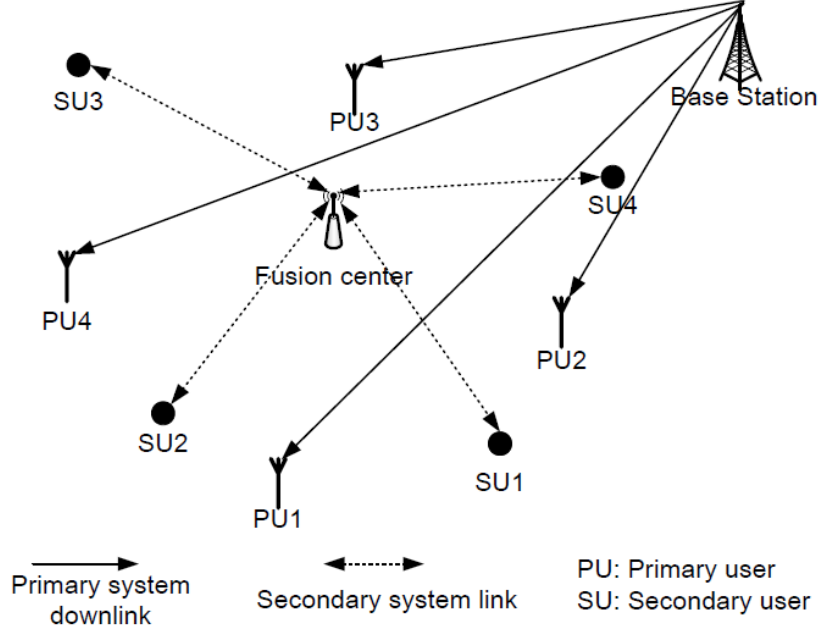 SU3
PU3
Base Station
SU4
Fusion center
PU4
PU2
SU2
SU1
PU1
Primary system
downlink
Secondary system link
PU: Primary user
SU: Secondary user